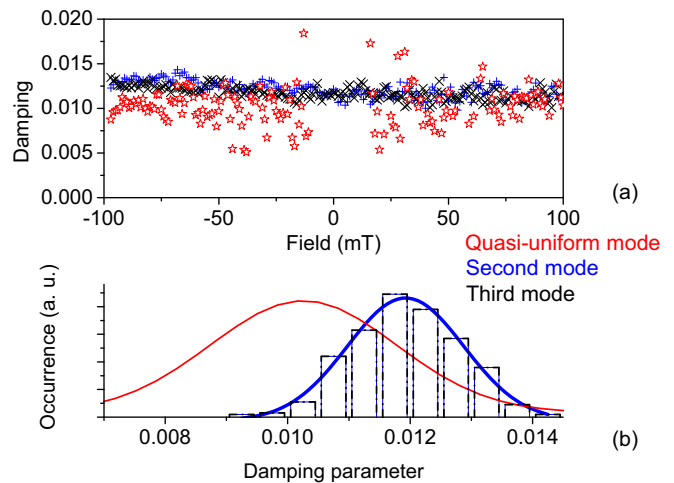 0.020
0.015
0.010
0.005
0.000
Damping
-100 -50 0 50 100
Field (mT)
(a)
Quasi-uniform mode
Second mode
Third mode
Occurrence (a. u.)
0.008 0.010 0.012 0.014
(b)
Damping parameter